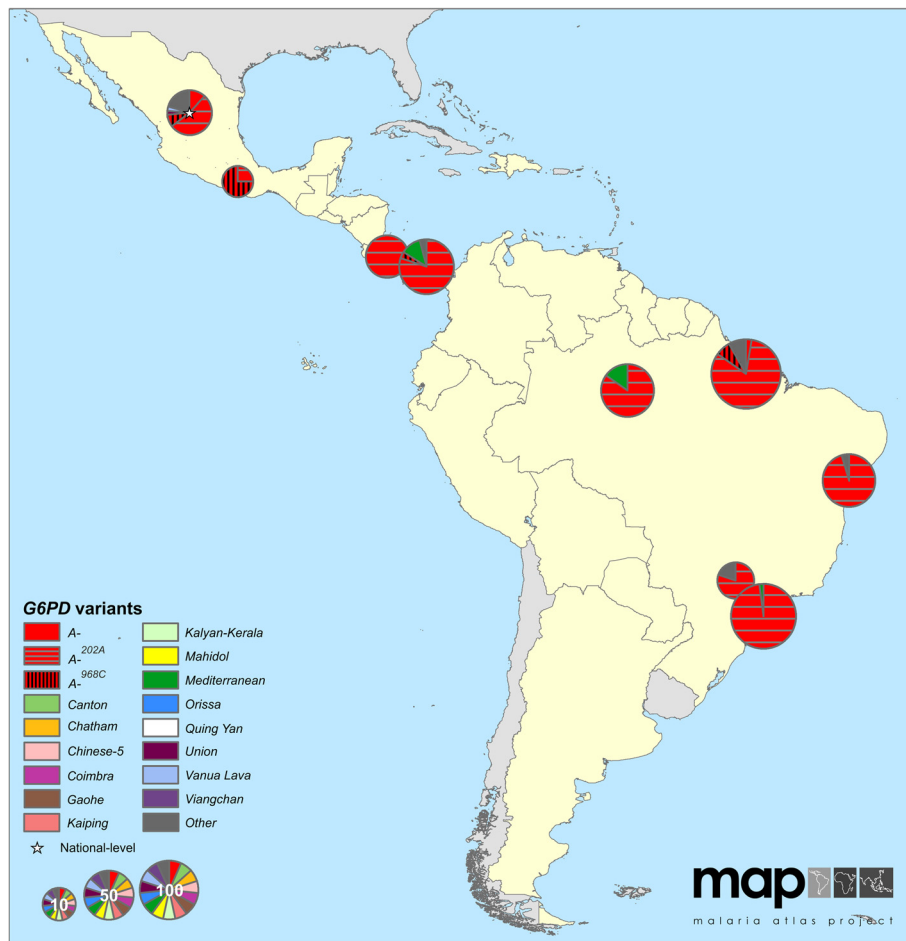 G6PD variants
A-
A-202A
A-968C
Canton
Chatham
Chinese-5
Coimbra
Gaohe
Kaiping
National-level
Kalyan-Kerala
Mahidol
Mediterranean
Orissa
Quing Yan
Union
Vanua Lava
Viangchan
Other
10
50
100
map
malaria atlas project